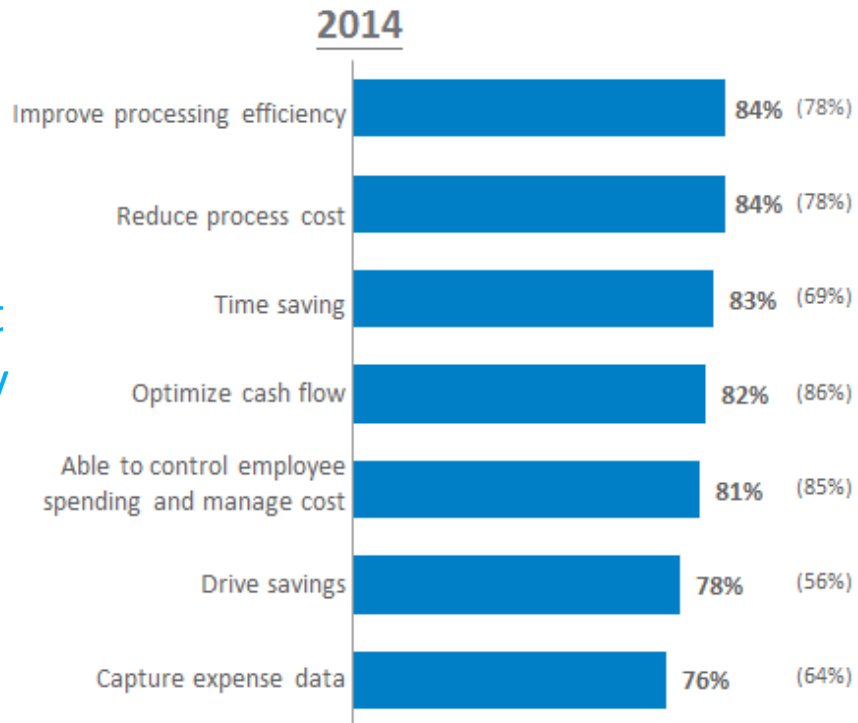 2014
Improve processing efficiency 84% (78%)
Reduce process cost 84% (78%)
Time saving 83% (69%)
Optimize cash flow 82% (86%)
Able to control employee
spending and manage cost 81% (85%)
Drive savings 78% (56%)
Capture expense data 76% (64%)